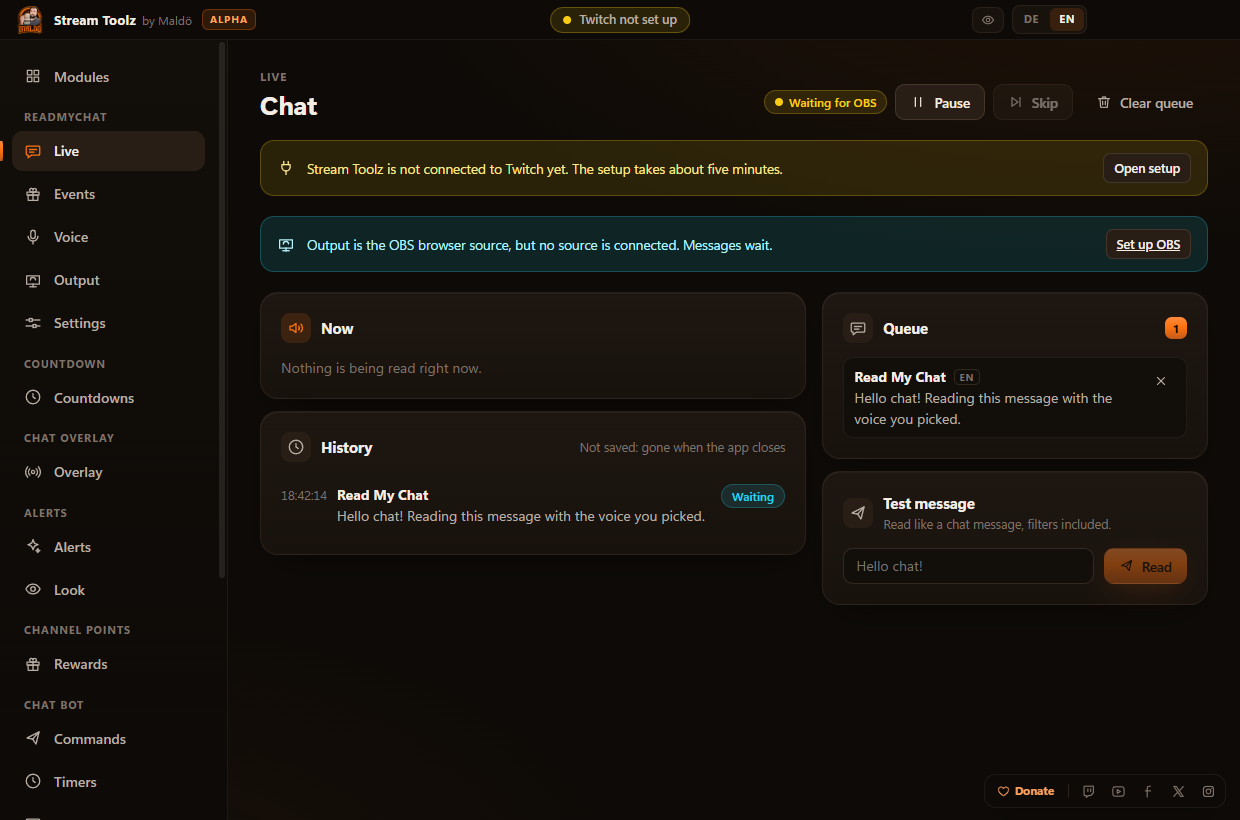 Stream Toolz by Maldö ALPHA
Twitch not set up
DE EN
Modules
READMYCHAT
Live
Events
Voice
Output
Settings
COUNTDOWN
Countdowns
CHAT OVERLAY
Overlay
ALERTS
Alerts
Look
CHANNEL POINTS
Rewards
CHAT BOT
Commands
Timers
LIVE
Chat
Waiting for OBS
Pause
Skip
Clear queue
Stream Toolz is not connected to Twitch yet. The setup takes about five minutes.
Open setup
Output is the OBS browser source, but no source is connected. Messages wait.
Set up OBS
Now
Nothing is being read right now.
History
Not saved: gone when the app closes
18:42:14 Read My Chat
Waiting
Hello chat! Reading this message with the voice you picked.
Queue
1
Read My Chat EN
Hello chat! Reading this message with the
voice you picked.
Test message
Read like a chat message, filters included.
Hello chat!
Read
Donate